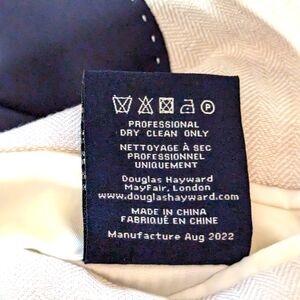 P
PROFESSIONAL
DRY CLEAN ONLY
NETTOYAGE À SEC
PROFESSIONNEL
UNIQUEMENT
Douglas Hayward
MayFair, London
www.douglashayward.com
MADE IN CHINA
FABRIQUÉ EN CHINE
Manufacture Aug 2022